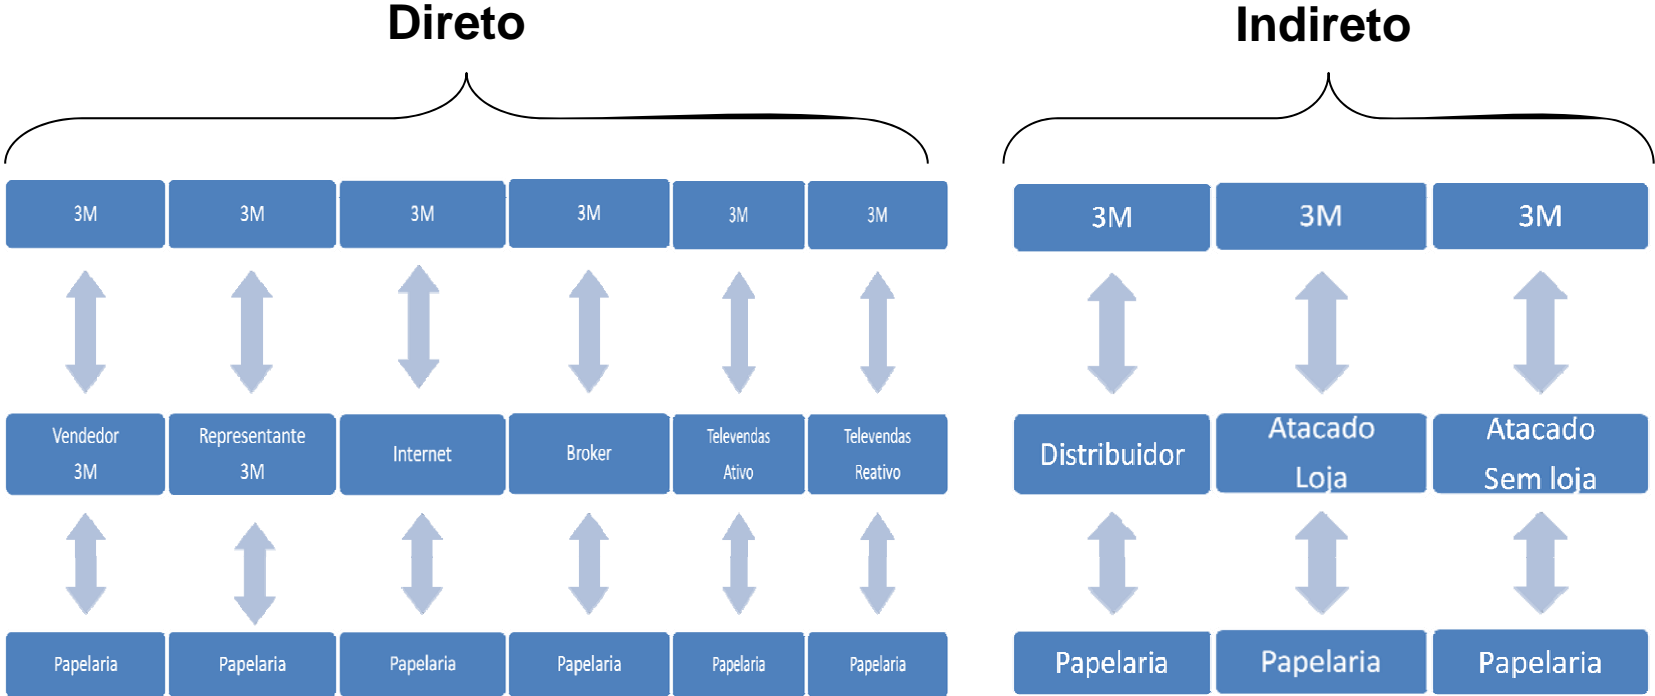 Direto
Indireto
3M 3M 3M 3M 3M 3M 3M 3M 3M
Vendedor
3M
Representante
3M
Internet
Broker
Televendas
Ativo
Televendas
Reativo
Distribuidor
Atacado
Loja
Atacado
Sem loja
Papelaria Papelaria Papelaria Papelaria Papelaria Papelaria Papelaria Papelaria Papelaria